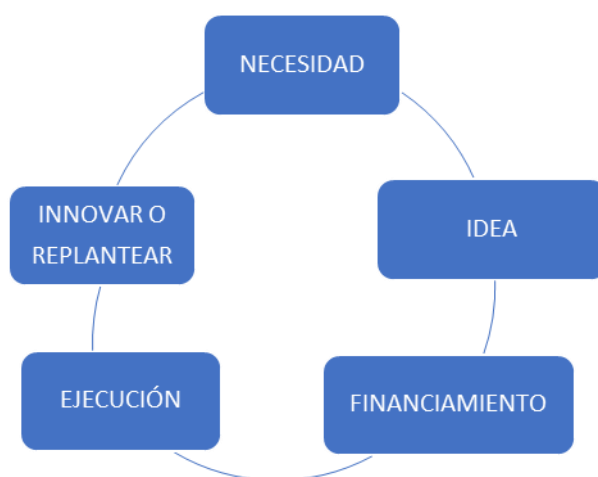 NECESIDAD
IDEA
FINANCIAMIENTO
EJECUCIÓN
INNOVAR O
REPLANTEAR